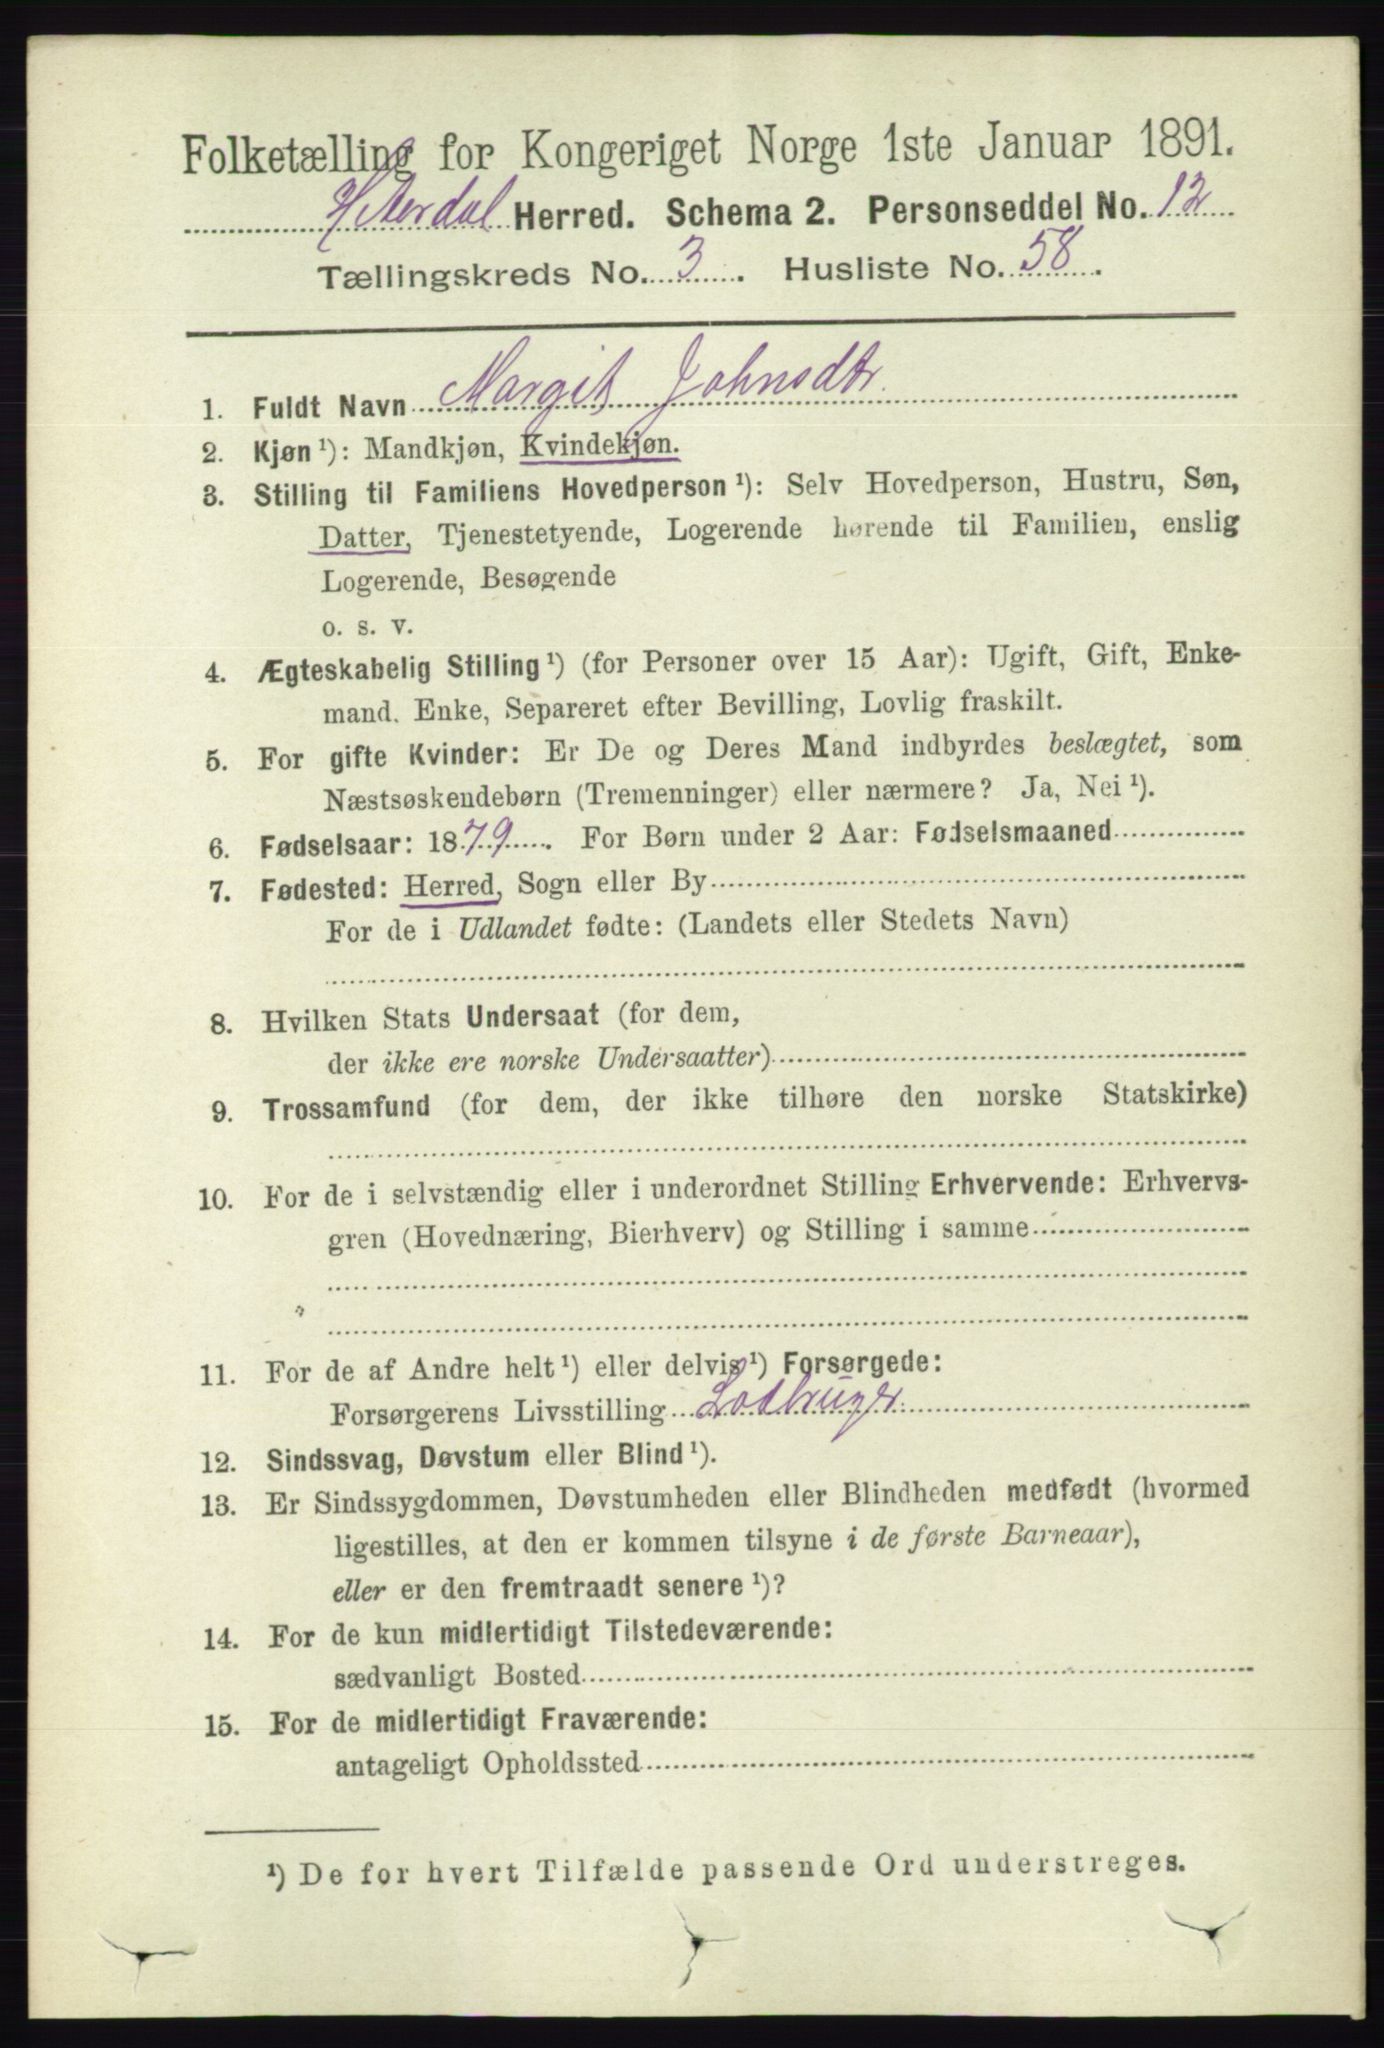 Folketælling for Kongeriget Norge 1ste Januar 1891.
Hiterdal Herred. Schema 2. Personseddel No. 12
Tællingskreds No. 3. Husliste No. 58.
1. Fuldt Navn Margit Johnsdtr.
2. Kjøn ¹): Mandkjøn, Kvindekjøn.
3. Stilling til Familiens Hovedperson ¹): Selv Hovedperson, Hustru, Søn,
Datter, Tjenestetyende, Logerende hørende til Familien, enslig
Logerende, Besøgende
o. s. v.
4. Ægteskabelig Stilling ¹) (for Personer over 15 Aar): Ugift, Gift, Enke-
mand. Enke, Separeret efter Bevilling, Lovlig fraskilt.
5. For gifte Kvinder: Er De og Deres Mand indbyrdes beslægtet, som
Næstsøskendebørn (Tremenninger) eller nærmere? Ja, Nei ¹).
6. Fødselsaar: 1879. For Børn under 2 Aar: Fødselsmaaned
7. Fødested: Herred, Sogn eller By
For de i Udlandet fødte: (Landets eller Stedets Navn)
8. Hvilken Stats Undersaat (for dem,
der ikke ere norske Undersaatter)
9. Trossamfund (for dem, der ikke tilhøre den norske Statskirke)
10. For de i selvstændig eller i underordnet Stilling Erhvervende: Erhvervs-
gren (Hovednæring, Bierhverv) og Stilling i samme
11. For de af Andre helt ¹) eller delvis ¹) Forsørgede:
Forsørgerens Livsstilling Lodbruger.
12. Sindssvag, Døvstum eller Blind ¹).
13. Er Sindssygdommen, Døvstumheden eller Blindheden medfødt (hvormed
ligestilles, at den er kommen tilsyne i de første Barneaar),
eller er den fremtraadt senere ¹)?
14. For de kun midlertidigt Tilstedeværende:
sædvanligt Bosted
15. For de midlertidigt Fraværende:
antageligt Opholdssted
¹) De for hvert Tilfælde passende Ord understreges.